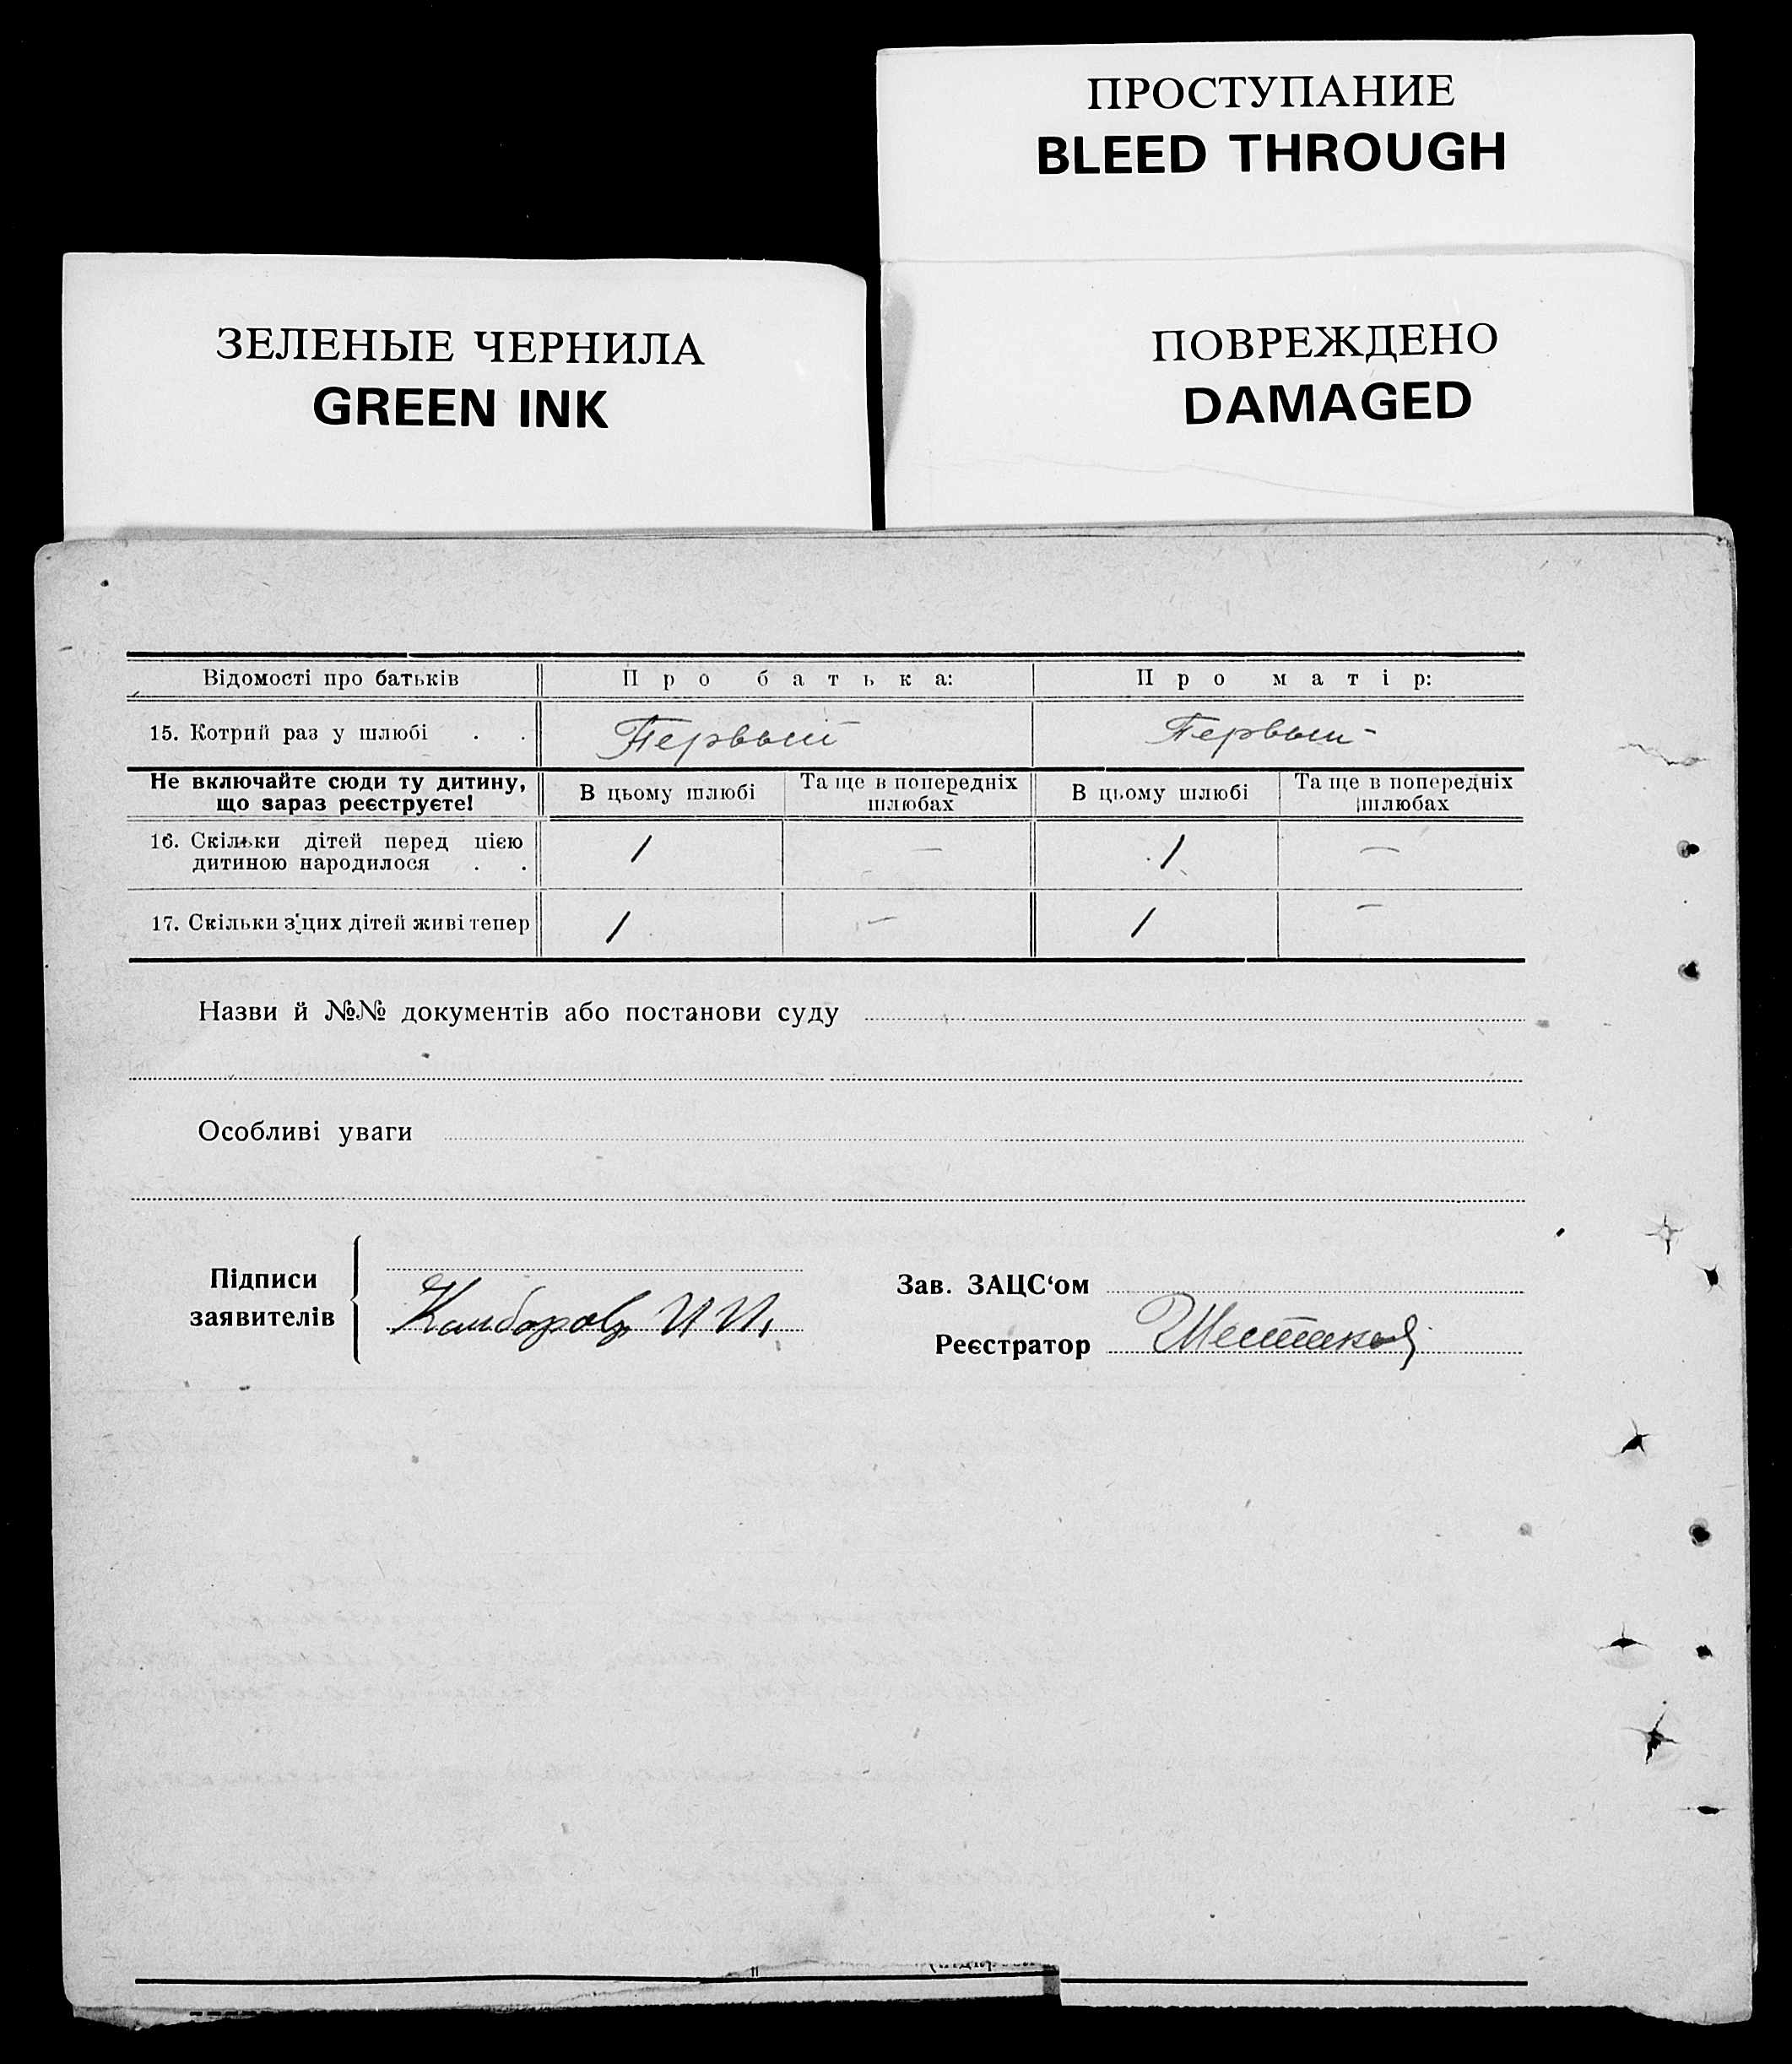 ПРОСТУПАНИЕ
BLEED THROUGH
ЗЕЛЕНЫЕ ЧЕРНИЛА
GREEN INK
ПОВРЕЖДЕНО
DAMAGED
Відомості про батьків Про батька: Про матір:
15. Котрий раз у шлюбі . . Первый Первый
Не включайте сюди ту дитину, що зараз реєструєте! В цьому шлюбі Та ще в попередніх шлюбах В цьому шлюбі Та ще в попередніх шлюбах
16. Скільки дітей перед цією дитиною народилося . . 1 — 1 —
17. Скільки з цих дітей живі тепер 1 — 1 —
Назви й №№ документів або постанови суду
Особливі уваги
Підписи заявителів
И И.
Зав. ЗАЦС‘ом
Реєстратор